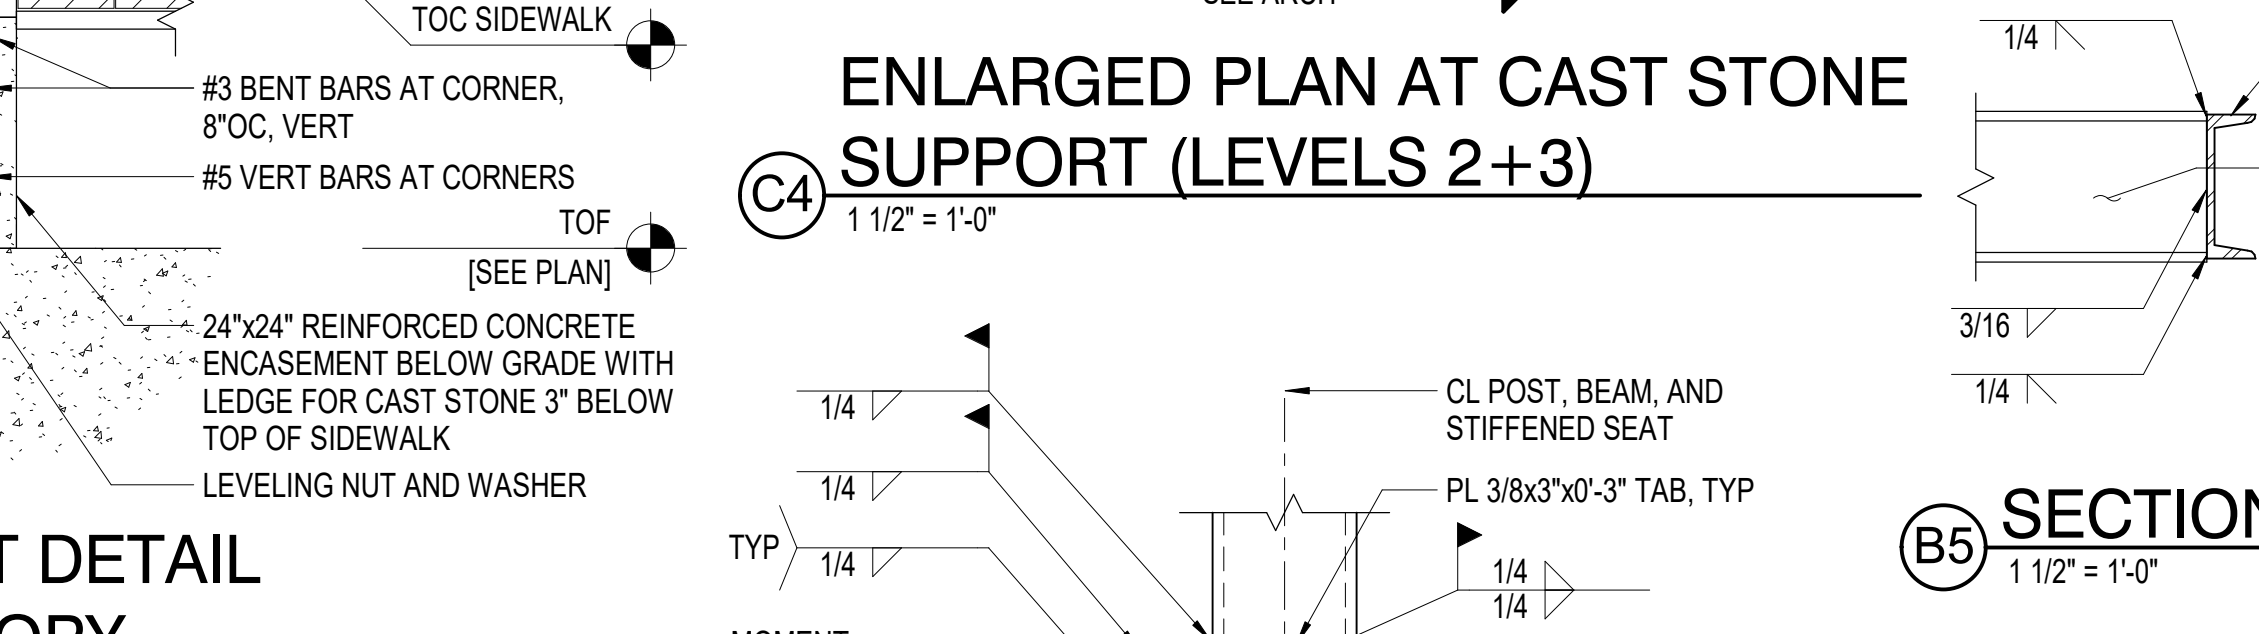 TOC SIDEWALK
#3 BENT BARS AT CORNER,
8"OC, VERT
#5 VERT BARS AT CORNERS
TOF
[SEE PLAN]
24"x24" REINFORCED CONCRETE
ENCASEMENT BELOW GRADE WITH
LEDGE FOR CAST STONE 3" BELOW
TOP OF SIDEWALK
LEVELING NUT AND WASHER
DETAIL
SEE ARCH
ENLARGED PLAN AT CAST STONE
SUPPORT (LEVELS 2+3)
C4
1 1/2" = 1'-0"
1/4
1/4
TYP
1/4
MOMENT
CL POST, BEAM, AND
STIFFENED SEAT
PL 3/8x3"x0'-3" TAB, TYP
1/4
1/4
1/4
3/16
1/4
B5
SECTION
1 1/2" = 1'-0"